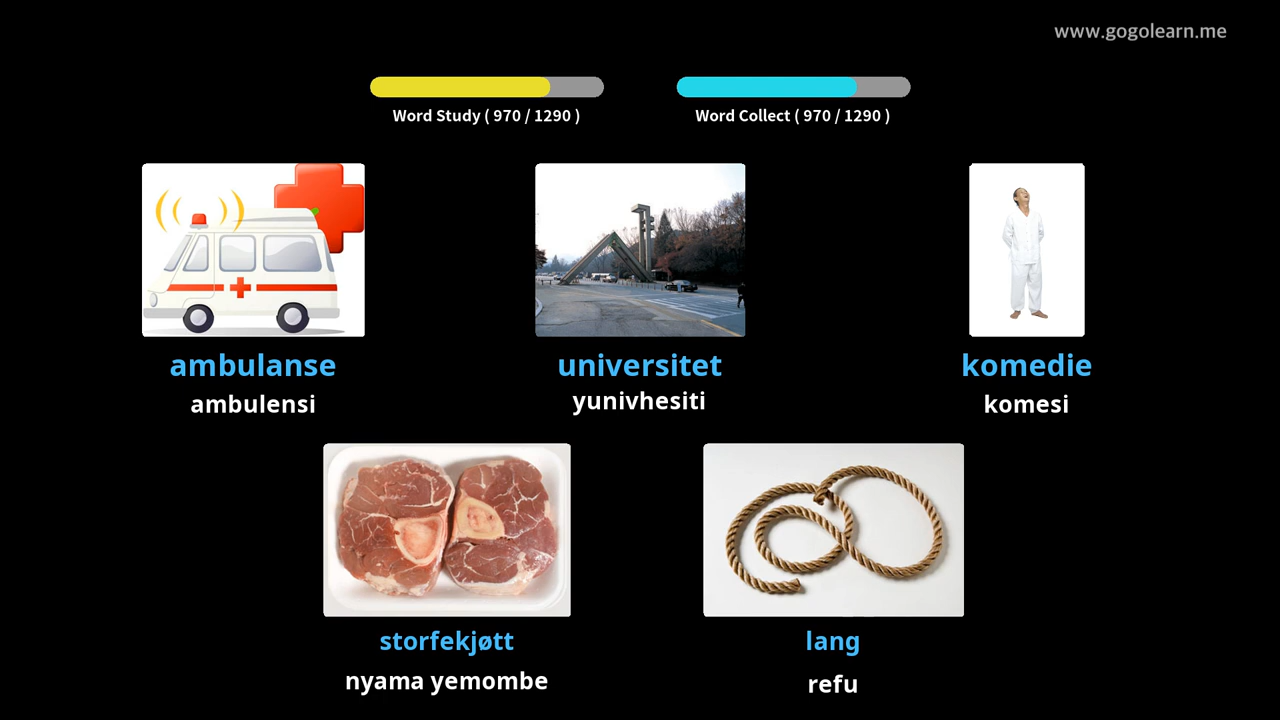 www.gogolearn.me
Word Study ( 970 / 1290 )
Word Collect ( 970 / 1290 )
ambulanse
ambulensi
universitet
yunivhesiti
komedie
komesi
storfekjøtt
nyama yemombe
lang
refu